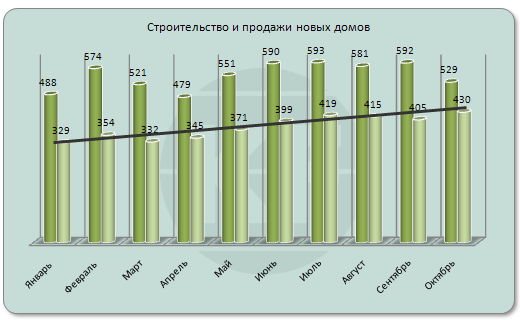 Строительство и продажи новых домов
488 574 521 479 551 590 593 581 592 529
329 354 332 345 371 399 419 415 405 430
Январь Февраль Март Апрель Май Июнь Июль Август Сентябрь Октябрь